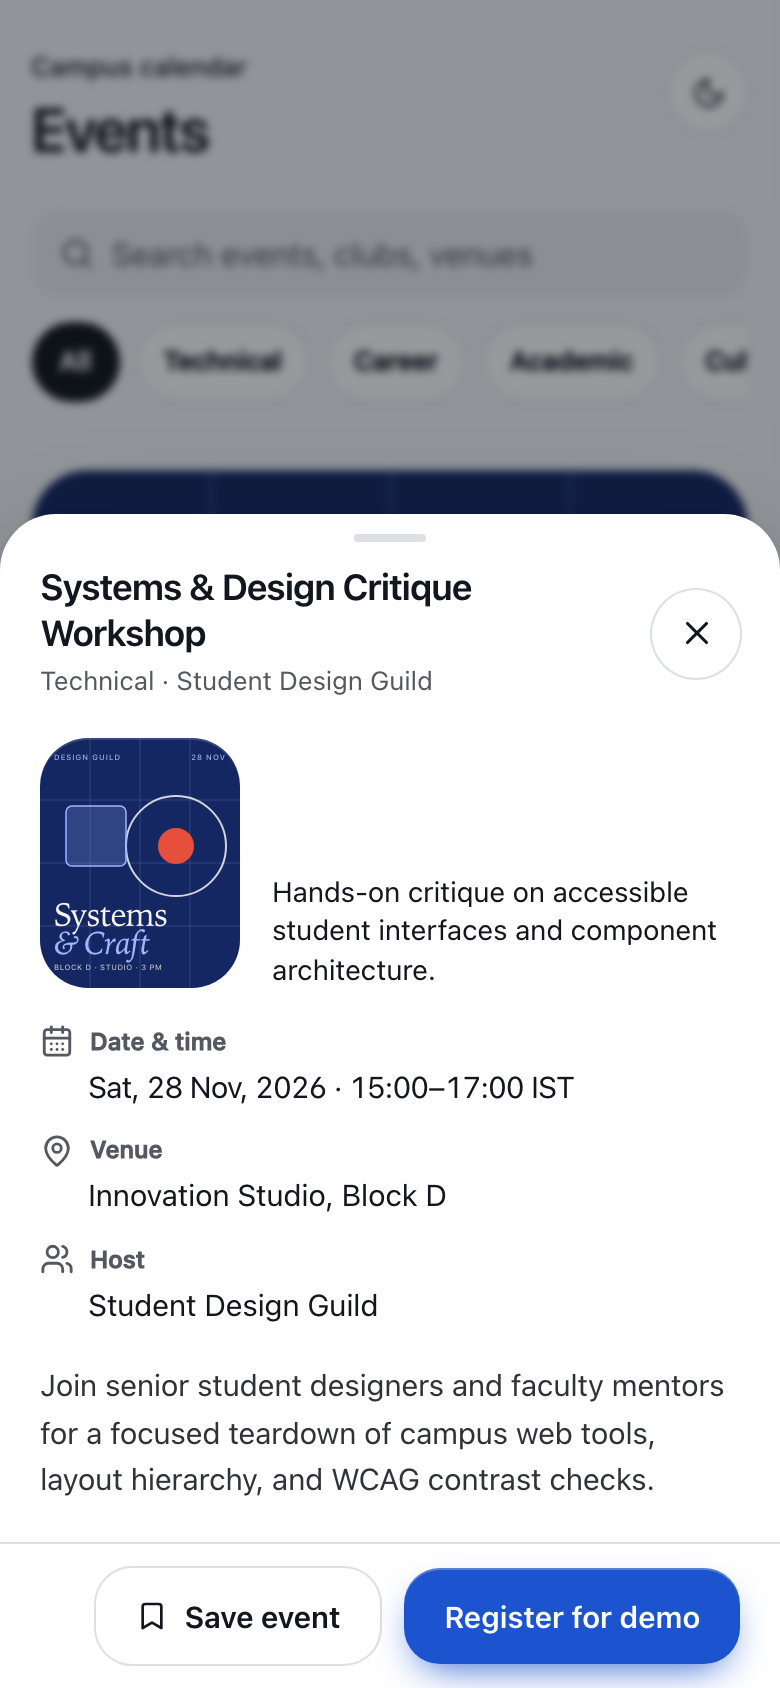 Campus calendar
Events
Search events, clubs, venues
All
Technical
Career
Academic
Cul
Systems & Design Critique
Workshop
Technical · Student Design Guild
DESIGN GUILD
28 NOV
Systems
& Craft
BLOCK D · STUDIO · 3 PM
Hands-on critique on accessible
student interfaces and component
architecture.
Date & time
Sat, 28 Nov, 2026 · 15:00–17:00 IST
Venue
Innovation Studio, Block D
Host
Student Design Guild
Join senior student designers and faculty mentors
for a focused teardown of campus web tools,
layout hierarchy, and WCAG contrast checks.
Save event
Register for demo